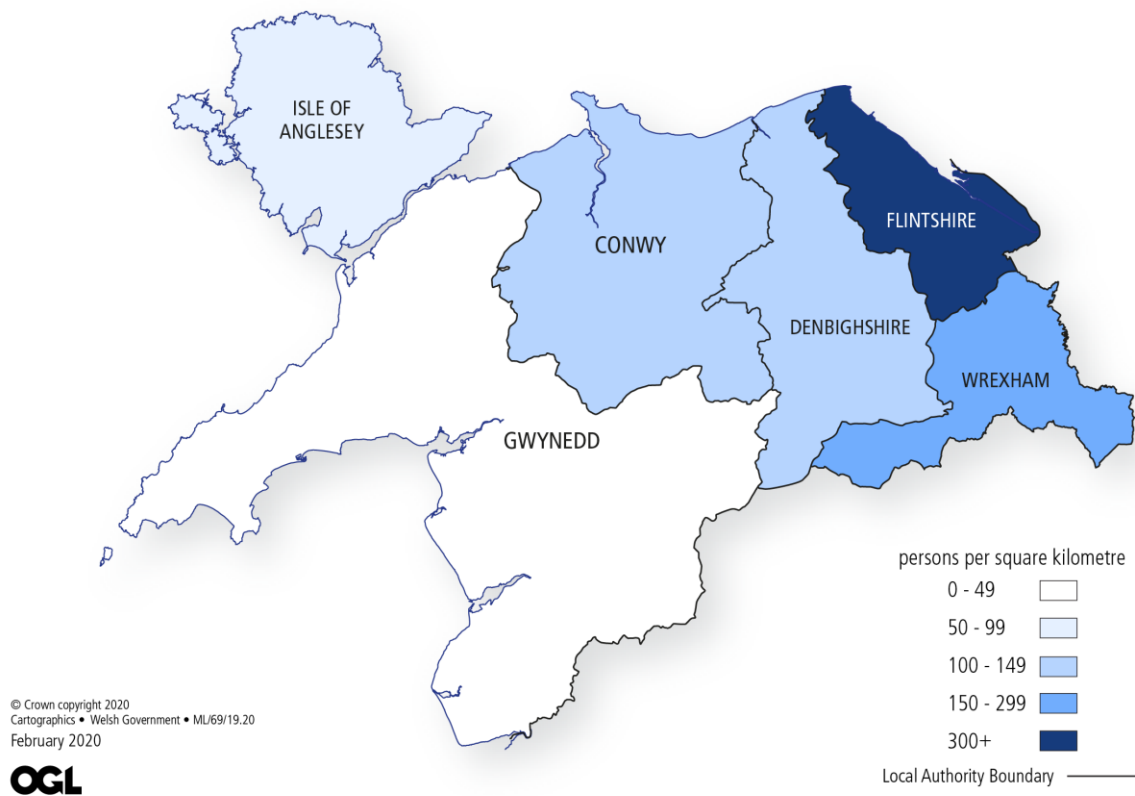 ISLE OF
ANGLESEY
FLINTSHIRE
CONWY
DENBIGHSHIRE
WREXHAM
GWYNEDD
persons per square kilometre
0 - 49
50 - 99
100 - 149
150 - 299
300+
Local Authority Boundary
© Crown copyright 2020
Cartographics • Welsh Government • ML/69/19.20
February 2020
OGL